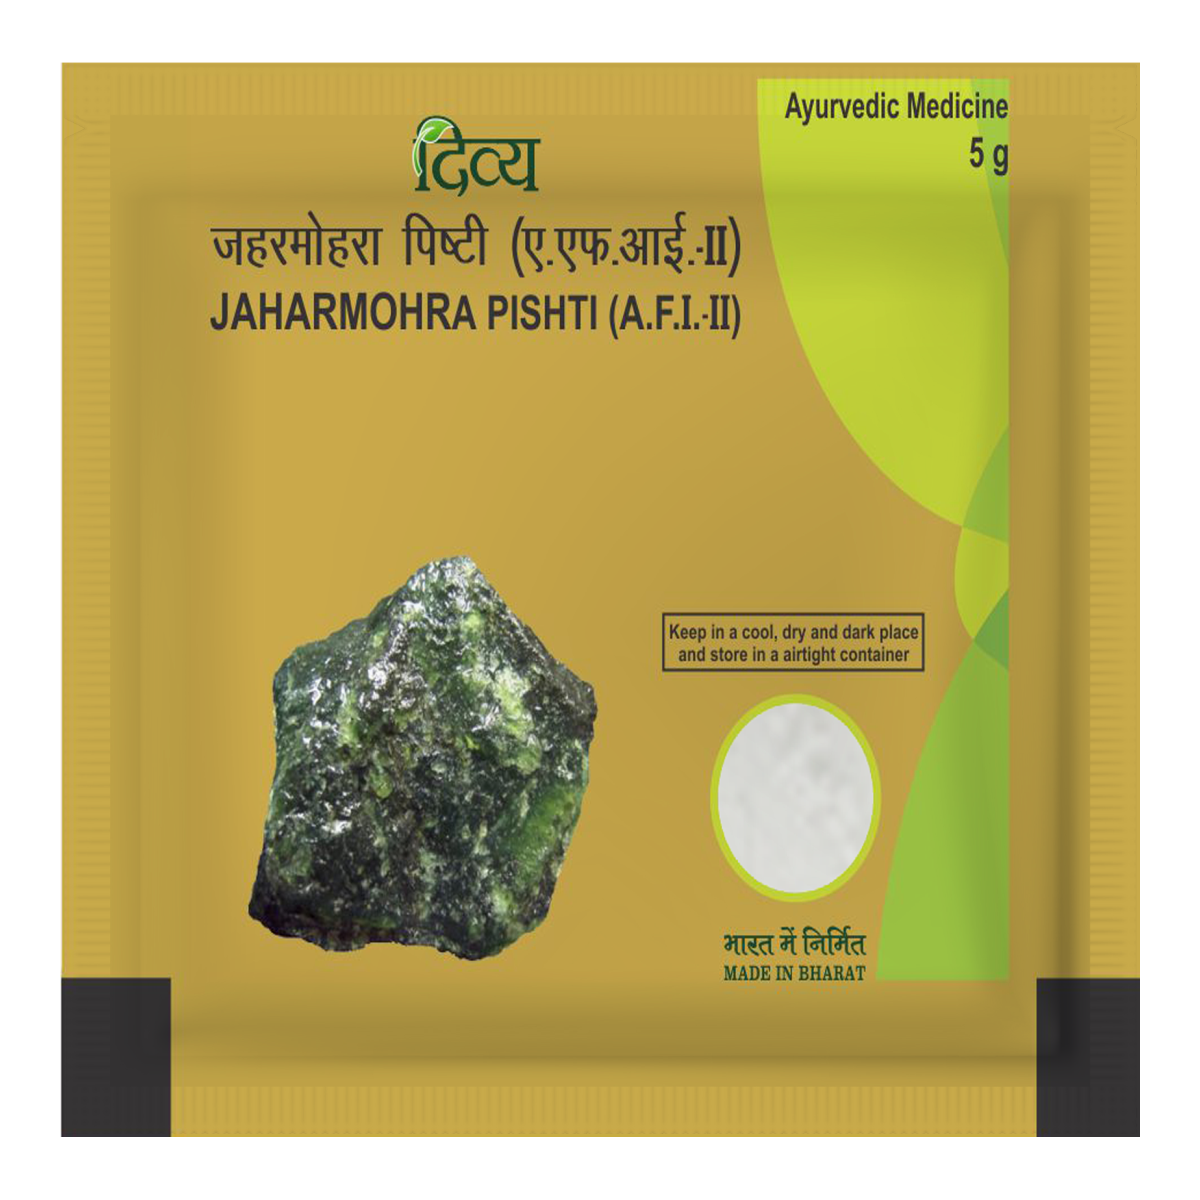 दिव्य
जहरमोहरा पिष्टी (ए.एफ.आई.-II)
JAHARMOHRA PISHTI (A.F.I.-II)
Ayurvedic Medicine
5 g
Keep in a cool, dry and dark place
and store in a airtight container
भारत में निर्मित
MADE IN BHARAT